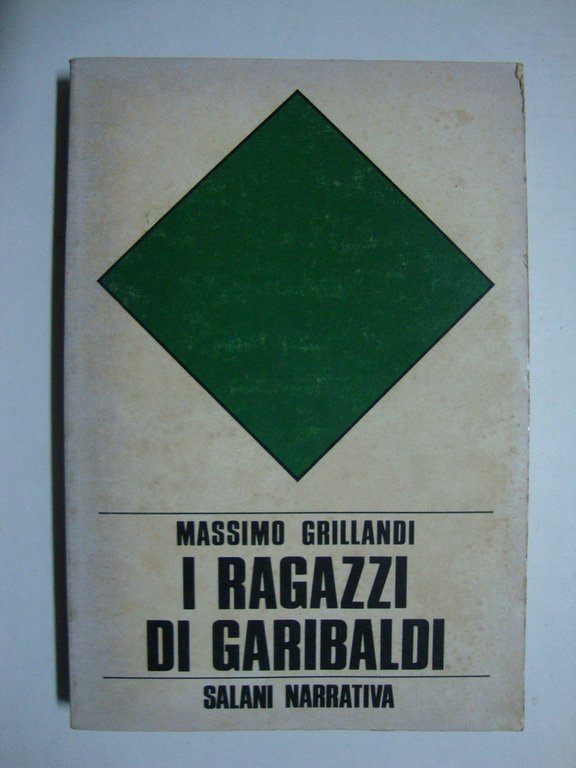 MASSIMO GRILLANDI
I RAGAZZI
DI GARIBALDI
SALANI NARRATIVA